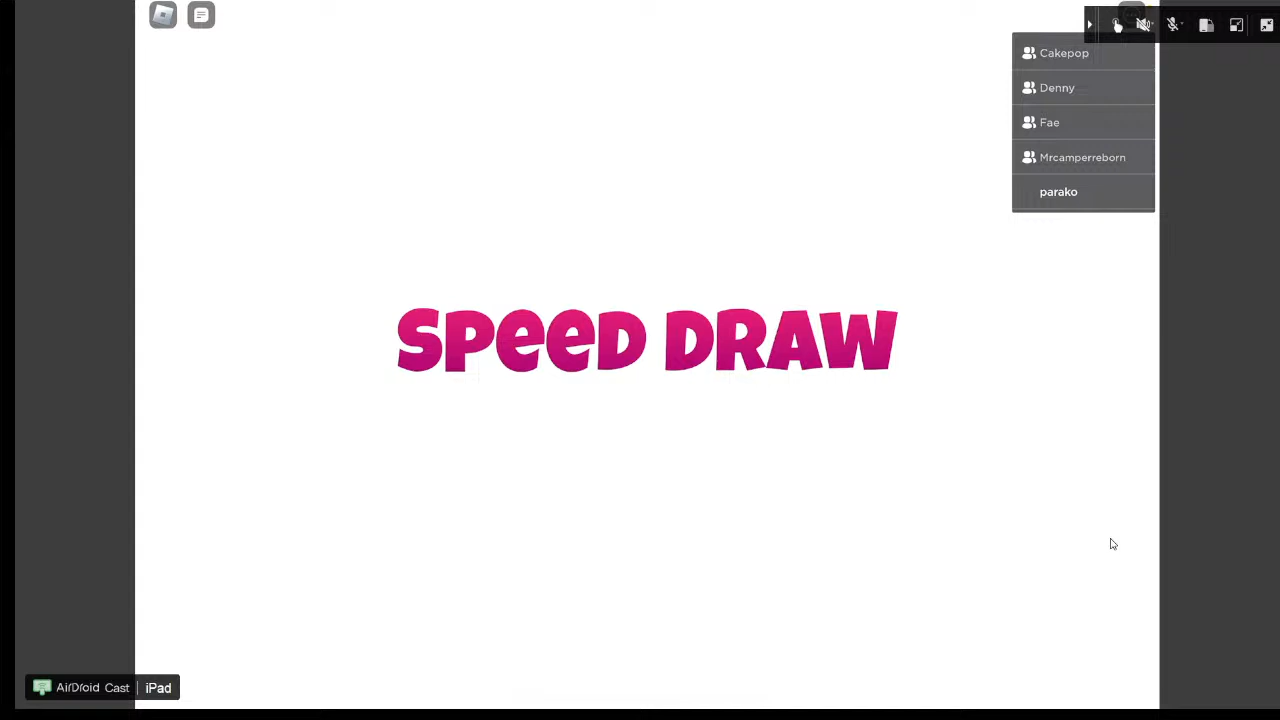 Cakepop
Denny
Fae
Mrcamperreborn
parako
SPEED DRAW
AirDroid Cast | iPad